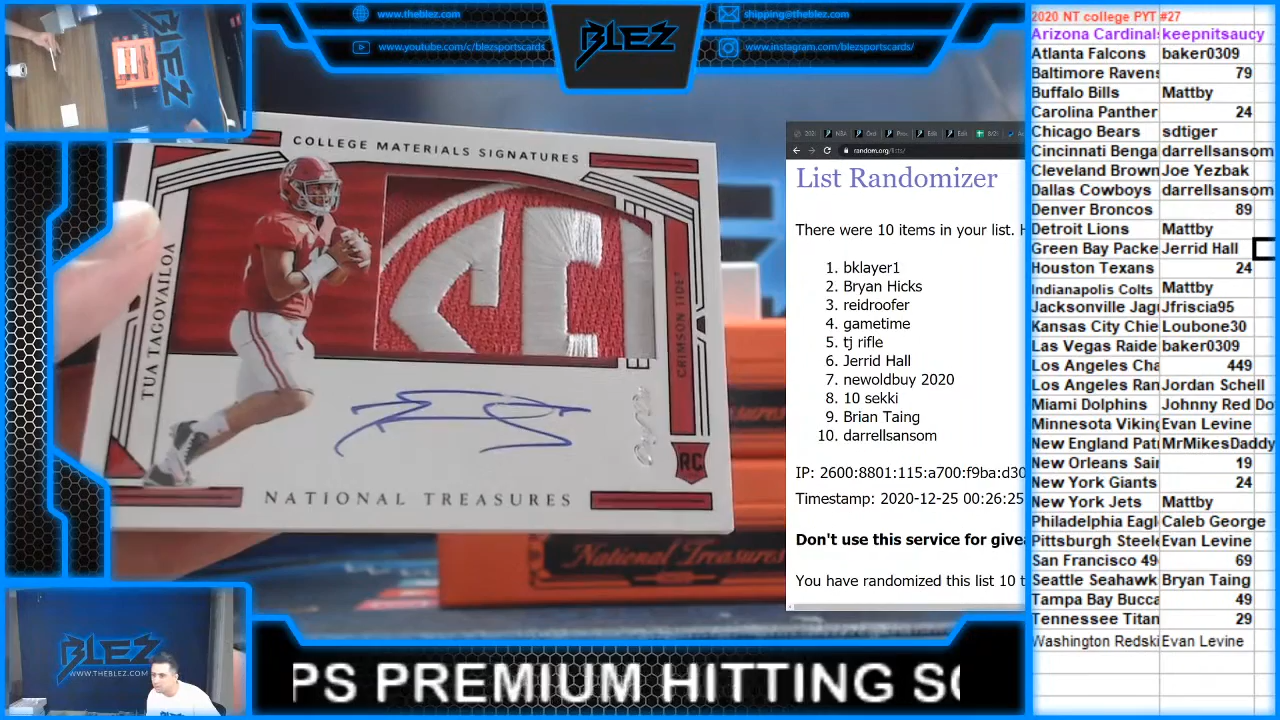 www.theblez.com
www.youtube.com/c/blezsportscards
BLEZ
shipping@theblez.com
www.instagram.com/blezsportscards/
COLLEGE MATERIALS SIGNATURES
TUA TAGOVAILOA
CRIMSON TIDE
RC
NATIONAL TREASURES
National Treasures
BLEZ
WWW.THEBLEZ.COM
PS PREMIUM HITTING SC
random.org/lists/
List Randomizer
There were 10 items in your list. H
1. bklayer1
2. Bryan Hicks
3. reidroofer
4. gametime
5. tj rifle
6. Jerrid Hall
7. newoldbuy 2020
8. 10 sekki
9. Brian Taing
10. darrellsansom
IP: 2600:8801:115:a700:f9ba:d30
Timestamp: 2020-12-25 00:26:25
Don't use this service for givea
You have randomized this list 10 t
2020 NT college PYT #27
Arizona Cardinals keepnitsaucy
Atlanta Falcons baker0309
Baltimore Ravens 79
Buffalo Bills Mattby
Carolina Panther 24
Chicago Bears sdtiger
Cincinnati Benga darrellsansom
Cleveland Brown Joe Yezbak
Dallas Cowboys darrellsansom
Denver Broncos 89
Detroit Lions Mattby
Green Bay Packe Jerrid Hall
Houston Texans 24
Indianapolis Colts Mattby
Jacksonville Jagu Jfriscia95
Kansas City Chie Loubone30
Las Vegas Raide baker0309
Los Angeles Cha 449
Los Angeles Ran Jordan Schell
Miami Dolphins Johnny Red Do
Minnesota Viking Evan Levine
New England Pat MrMikesDaddy
New Orleans Sain 19
New York Giants 24
New York Jets Mattby
Philadelphia Eagl Caleb George
Pittsburgh Steele Evan Levine
San Francisco 49 69
Seattle Seahawk Bryan Taing
Tampa Bay Bucca 49
Tennessee Titan 29
Washington Redski Evan Levine